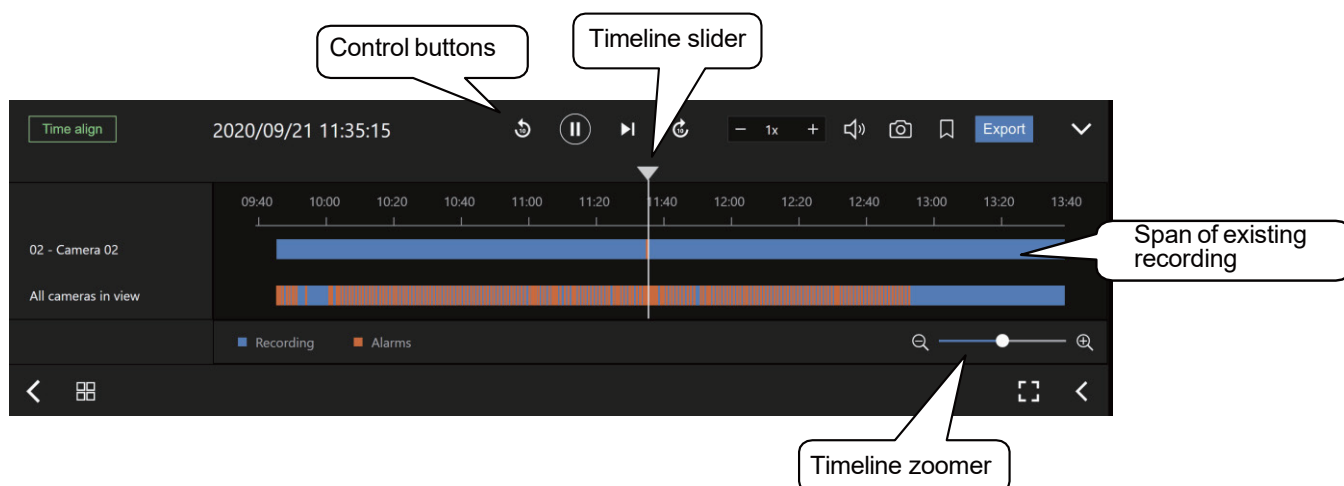 Control buttons
Timeline slider
Time align
2020/09/21 11:35:15
10
10
− 1x +
Export
09:40 10:00 10:20 10:40 11:00 11:20 11:40 12:00 12:20 12:40 13:00 13:20 13:40
02 - Camera 02
Span of existing
recording
All cameras in view
Recording Alarms
Timeline zoomer